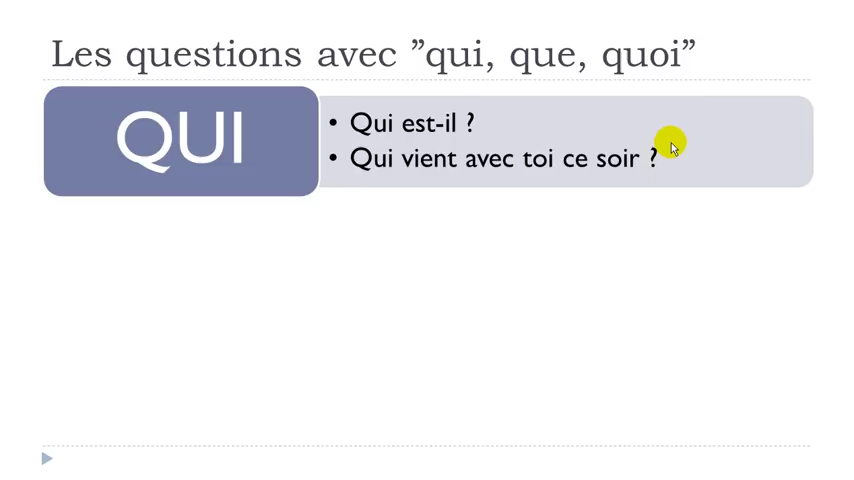 Les questions avec ”qui, que, quoi”
QUI
• Qui est-il ?
• Qui vient avec toi ce soir ?